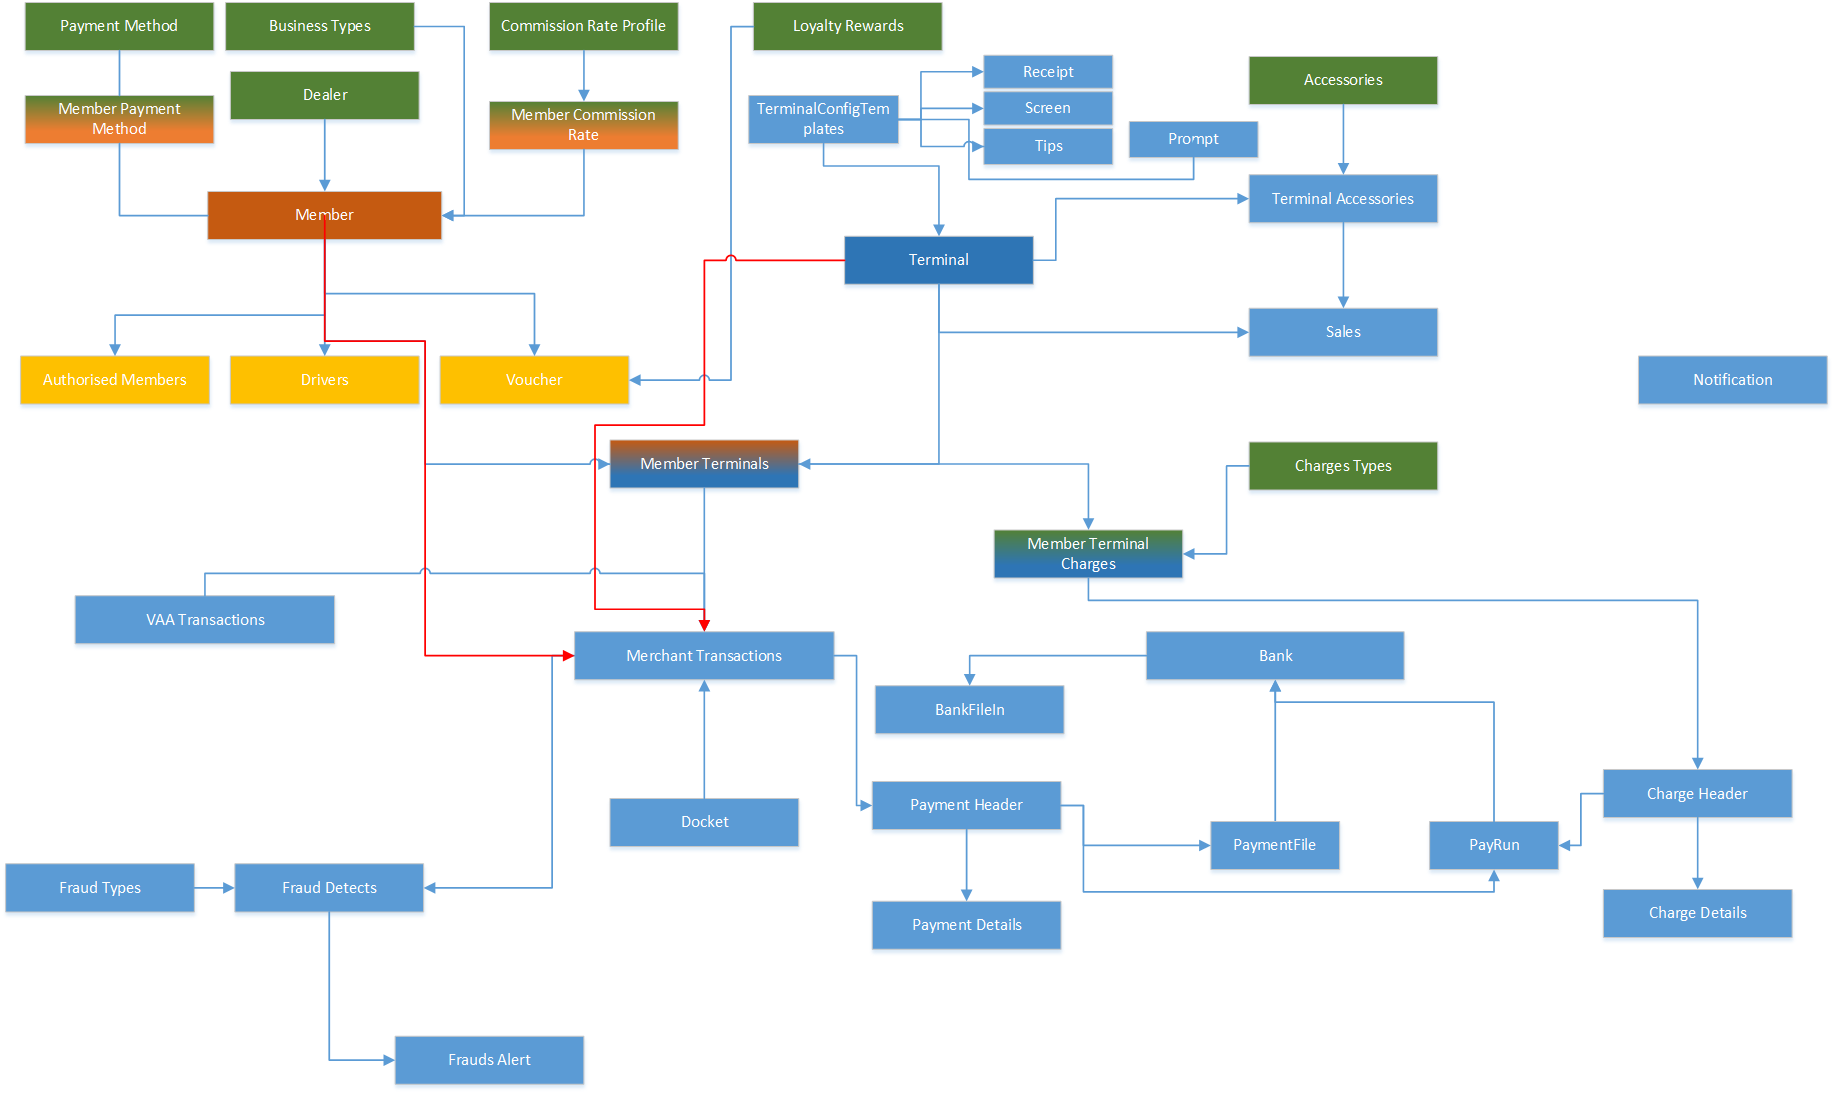 Payment Method
Business Types
Commission Rate Profile
Loyalty Rewards
Receipt
Accessories
Dealer
Member Payment
Method
Member Commission
Rate
TerminalConfigTem
plates
Screen
Tips
Prompt
Member
Terminal Accessories
Terminal
Sales
Authorised Members
Drivers
Voucher
Notification
Member Terminals
Charges Types
Member Terminal
Charges
VAA Transactions
Merchant Transactions
Bank
BankFileIn
Payment Header
Charge Header
Docket
PaymentFile
PayRun
Fraud Types
Fraud Detects
Payment Details
Charge Details
Frauds Alert